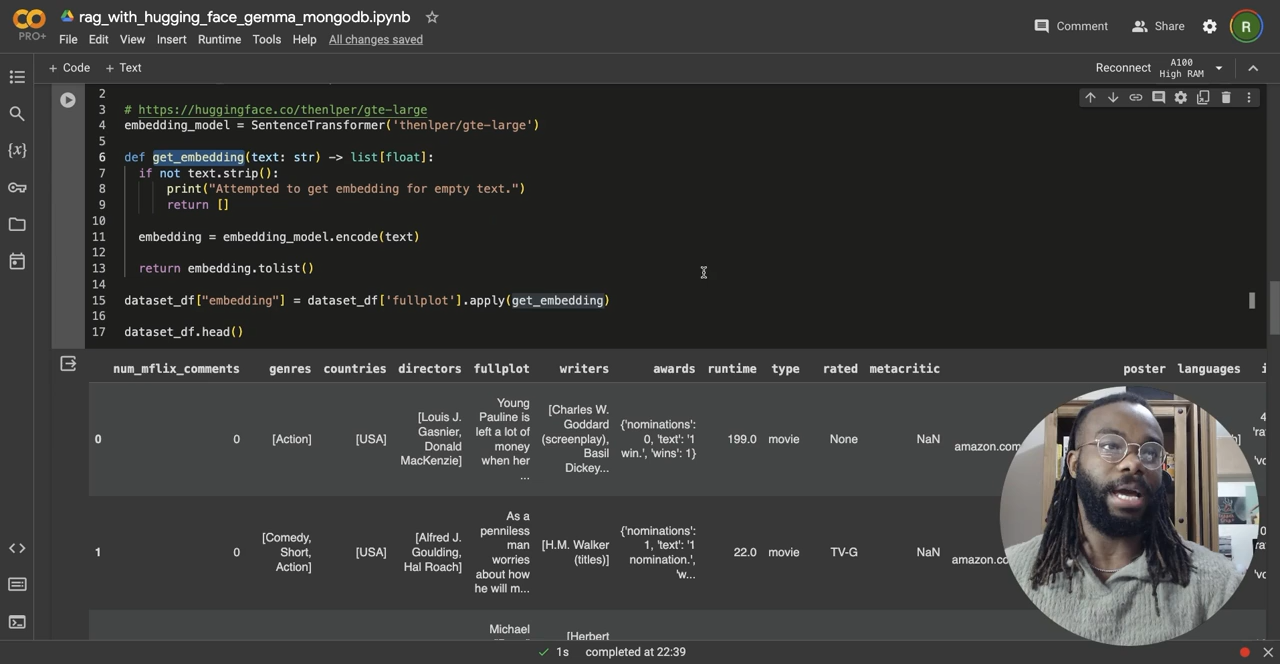 CO
PRO+
rag_with_hugging_face_gemma_mongodb.ipynb
Comment
Share
R
File Edit View Insert Runtime Tools Help All changes saved
+ Code + Text
Reconnect
A100
High RAM
2
3 # https://huggingface.co/thenlper/gte-large
4 embedding_model = SentenceTransformer('thenlper/gte-large')
5
6 def get_embedding(text: str) -> list[float]:
7 if not text.strip():
8 print("Attempted to get embedding for empty text.")
9 return []
10
11 embedding = embedding_model.encode(text)
12
13 return embedding.tolist()
14
15 dataset_df["embedding"] = dataset_df['fullplot'].apply(get_embedding)
16
17 dataset_df.head()
num_mflix_comments genres countries directors fullplot writers awards runtime type rated metacritic poster languages
0
0
[Action]
[USA]
[Louis J.
Gasnier,
Donald
MacKenzie]
Young
Pauline is
left a lot of
money
when her
...
[Charles W.
Goddard
(screenplay),
Basil
Dickey...
{'nominations':
0, 'text': '1
win.', 'wins': 1}
199.0
movie
None
NaN
amazon.com
1
0
[Comedy,
Short,
Action]
[USA]
[Alfred J.
Goulding,
Hal Roach]
As a
penniless
man
worries
about how
he will m...
[H.M. Walker
(titles)]
{'nominations':
1, 'text': '1
nomination.',
'w...
22.0
movie
TV-G
NaN
amazon.co
Michael
[Herbert
1s completed at 22:39